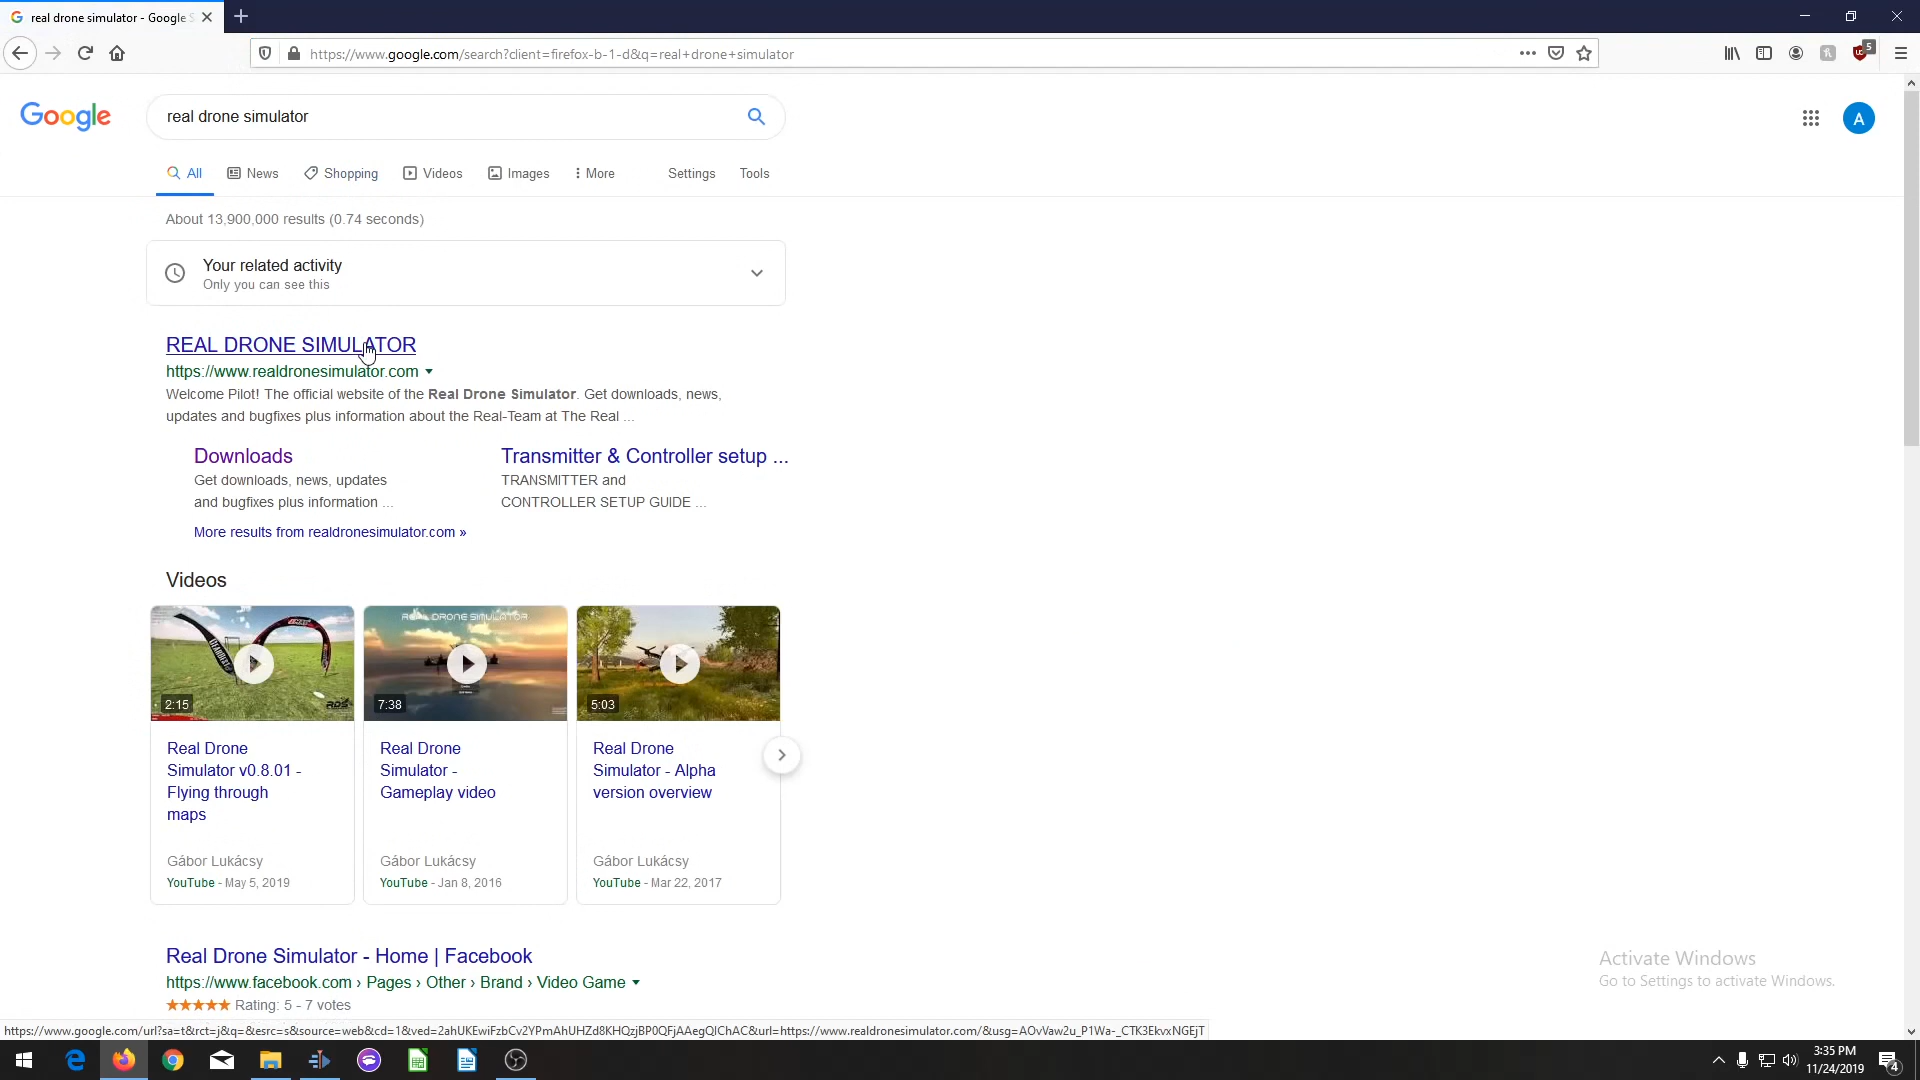 real drone simulator - Google S
https://www.google.com/search?client=firefox-b-1-d&q=real+drone+simulator
5
Google
real drone simulator
A
All
News
Shopping
Videos
Images
More
Settings
Tools
About 13,900,000 results (0.74 seconds)
Your related activity
Only you can see this
REAL DRONE SIMULATOR
https://www.realdronesimulator.com
Welcome Pilot! The official website of the Real Drone Simulator. Get downloads, news,
updates and bugfixes plus information about the Real-Team at The Real ...
Downloads
Get downloads, news, updates
and bugfixes plus information ...
Transmitter & Controller setup ...
TRANSMITTER and
CONTROLLER SETUP GUIDE ...
More results from realdronesimulator.com »
Videos
2:15
RDS
REAL DRONE SIMULATOR
7:38
5:03
Real Drone
Simulator v0.8.01 -
Flying through
maps
Gábor Lukácsy
YouTube - May 5, 2019
Real Drone
Simulator -
Gameplay video
Gábor Lukácsy
YouTube - Jan 8, 2016
Real Drone
Simulator - Alpha
version overview
Gábor Lukácsy
YouTube - Mar 22, 2017
Real Drone Simulator - Home | Facebook
https://www.facebook.com › Pages › Other › Brand › Video Game
Rating: 5 - 7 votes
Activate Windows
Go to Settings to activate Windows.
https://www.google.com/url?sa=t&rct=j&q=&esrc=s&source=web&cd=1&ved=2ahUKEwiFzbCv2YPmAhUHZd8KHQzjBP0QFjAAegQIChAC&url=https://www.realdronesimulator.com/&usg=AOvVaw2u_P1Wa-_CTK3EkvxNGEjT
3:35 PM
11/24/2019
4